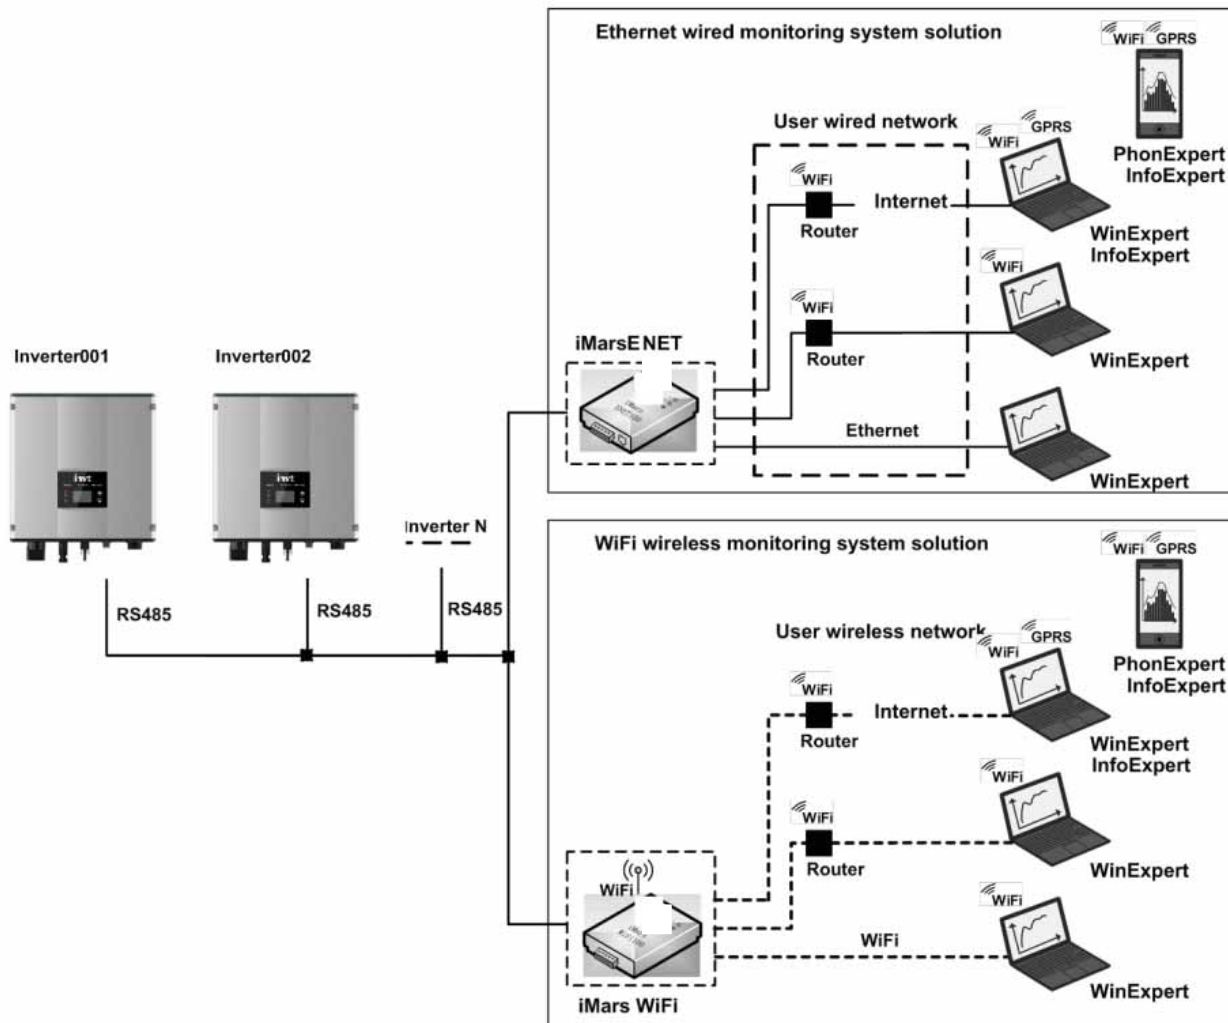 Ethernet wired monitoring system solution
WiFi GPRS
PhonExpert
InfoExpert
User wired network
WiFi GPRS
WiFi
Internet
Router
WinExpert
InfoExpert
WiFi
WiFi
Router
WinExpert
iMarsENET
Ethernet
WinExpert
Inverter001
Inverter002
Inverter N
RS485
RS485
RS485
WiFi wireless monitoring system solution
WiFi GPRS
PhonExpert
InfoExpert
User wireless network
WiFi GPRS
WiFi
Internet
Router
WinExpert
InfoExpert
WiFi
WiFi
Router
WinExpert
WiFi
WiFi
WiFi
WinExpert
iMars WiFi